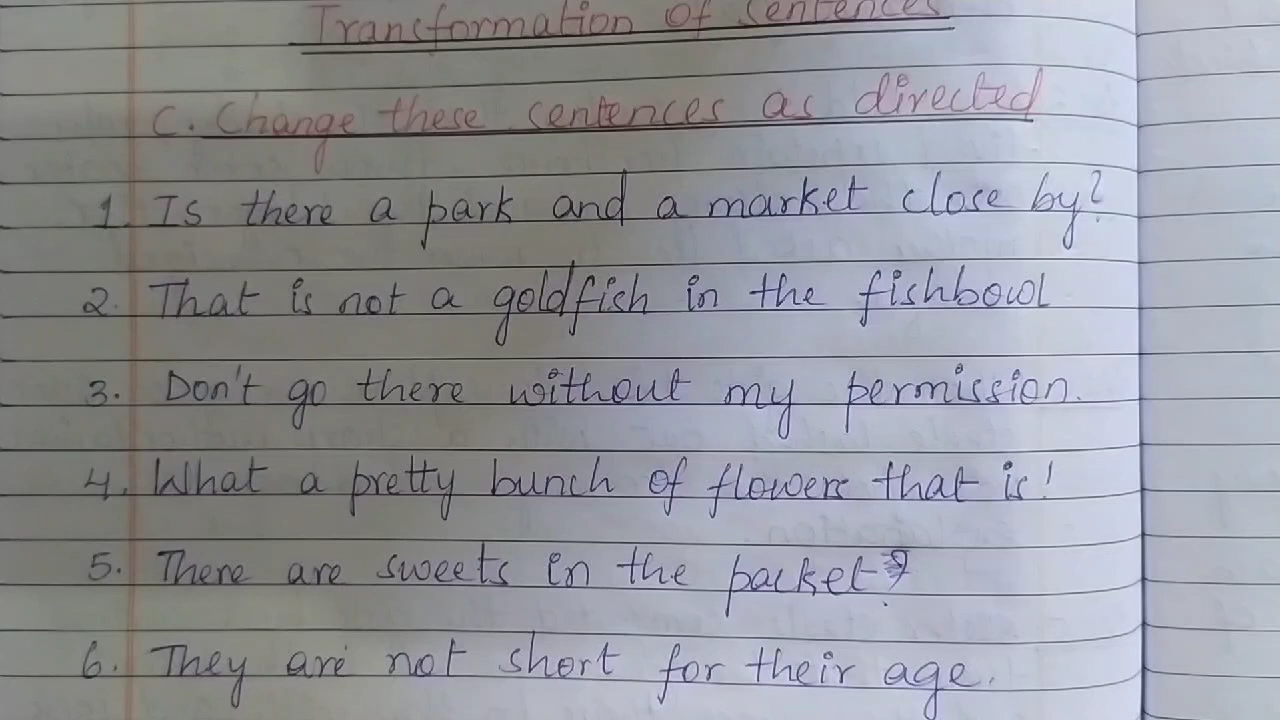 Transformation of Sentences
C. Change these sentences as directed
1. Is there a park and a market close by?
2. That is not a goldfish in the fishbowl
3. Don't go there without my permission.
4. What a pretty bunch of flowers that is!
5. There are sweets in the packet?
6. They are not short for their age.